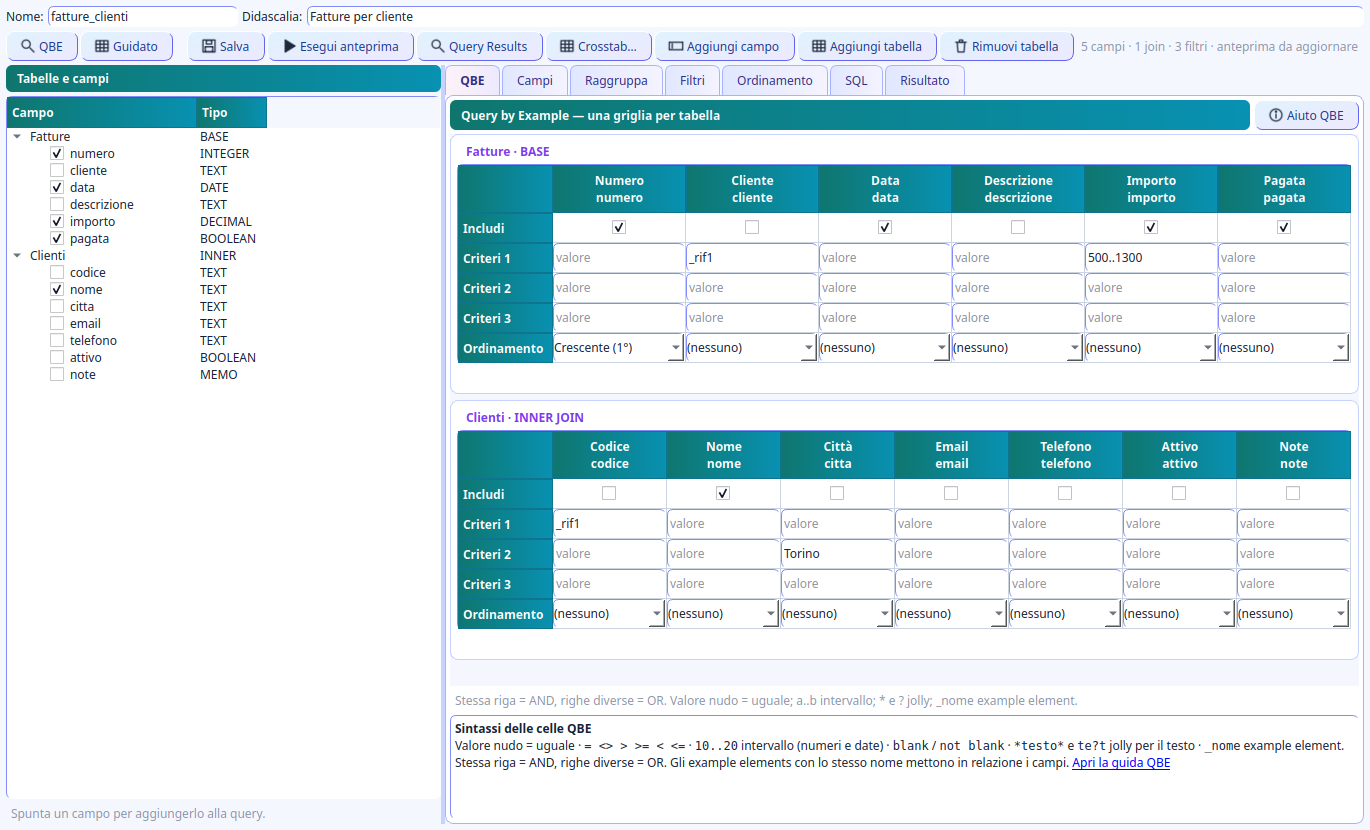 Nome: fatture_clienti Didascalia: Fatture per cliente
QBE Guidato Salva Esegui anteprima Query Results Crosstab... Aggiungi campo Aggiungi tabella Rimuovi tabella 5 campi · 1 join · 3 filtri · anteprima da aggiornare
Tabelle e campi
Campo Tipo
Fatture BASE
numero INTEGER
cliente TEXT
data DATE
descrizione TEXT
importo DECIMAL
pagata BOOLEAN
Clienti INNER
codice TEXT
nome TEXT
citta TEXT
email TEXT
telefono TEXT
attivo BOOLEAN
note MEMO
Spunta un campo per aggiungerlo alla query.
QBE Campi Raggruppa Filtri Ordinamento SQL Risultato
Query by Example — una griglia per tabella Aiuto QBE
Fatture · BASE
Numero Cliente Data Descrizione Importo Pagata
numero cliente data descrizione importo pagata
Includi
Criteri 1 valore _rif1 valore valore 500..1300 valore
Criteri 2 valore valore valore valore valore valore
Criteri 3 valore valore valore valore valore valore
Ordinamento Crescente (1°) (nessuno) (nessuno) (nessuno) (nessuno) (nessuno)
Clienti · INNER JOIN
Codice Nome Città Email Telefono Attivo Note
codice nome citta email telefono attivo note
Includi
Criteri 1 _rif1 valore valore valore valore valore valore
Criteri 2 valore valore Torino valore valore valore valore
Criteri 3 valore valore valore valore valore valore valore
Ordinamento (nessuno) (nessuno) (nessuno) (nessuno) (nessuno) (nessuno) (nessuno)
Stessa riga = AND, righe diverse = OR. Valore nudo = uguale; a..b intervallo; * e ? jolly; _nome example element.
Sintassi delle celle QBE
Valore nudo = uguale · = <> > >= < <= · 10..20 intervallo (numeri e date) · blank / not blank · *testo* e te?t jolly per il testo · _nome example element.
Stessa riga = AND, righe diverse = OR. Gli example elements con lo stesso nome mettono in relazione i campi. Apri la guida QBE